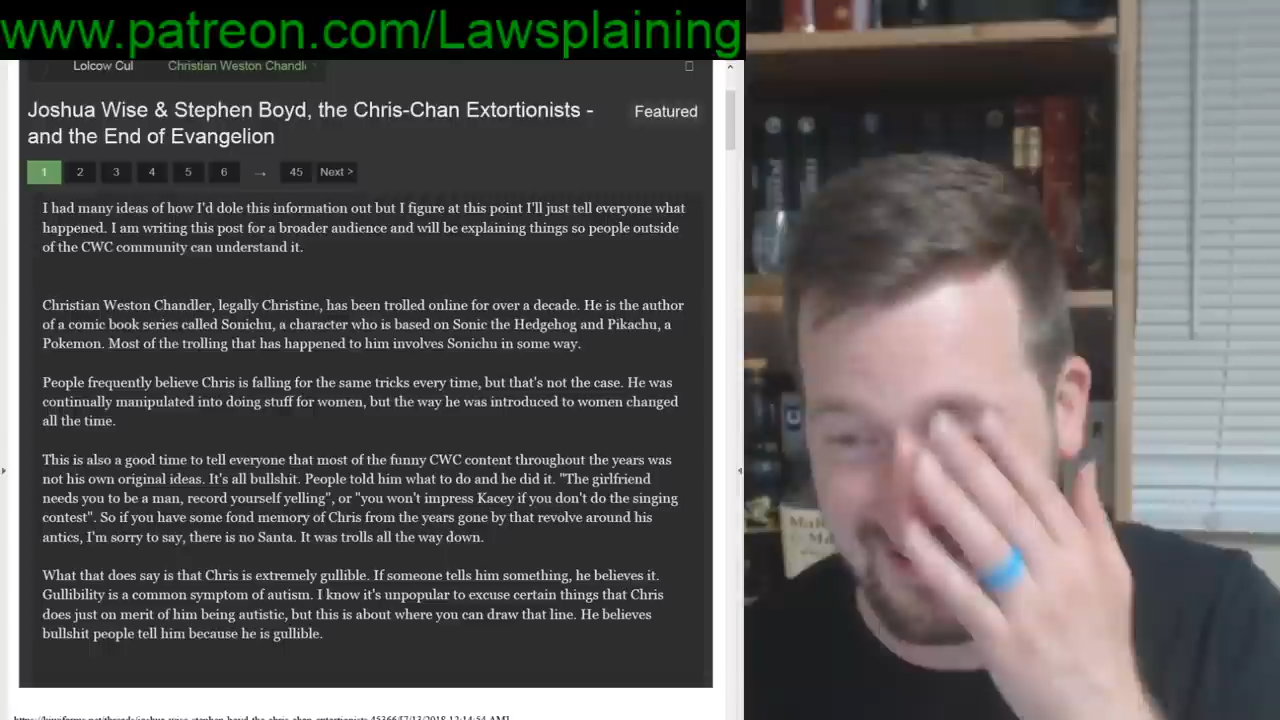 www.patreon.com/Lawsplaining
Lolcow Cul Christian Weston Chandl
Joshua Wise & Stephen Boyd, the Chris-Chan Extortionists -
and the End of Evangelion
Featured
1 2 3 4 5 6 → 45 Next >
I had many ideas of how I'd dole this information out but I figure at this point I'll just tell everyone what
happened. I am writing this post for a broader audience and will be explaining things so people outside
of the CWC community can understand it.
Christian Weston Chandler, legally Christine, has been trolled online for over a decade. He is the author
of a comic book series called Sonichu, a character who is based on Sonic the Hedgehog and Pikachu, a
Pokemon. Most of the trolling that has happened to him involves Sonichu in some way.
People frequently believe Chris is falling for the same tricks every time, but that's not the case. He was
continually manipulated into doing stuff for women, but the way he was introduced to women changed
all the time.
This is also a good time to tell everyone that most of the funny CWC content throughout the years was
not his own original ideas. It's all bullshit. People told him what to do and he did it. "The girlfriend
needs you to be a man, record yourself yelling", or "you won't impress Kacey if you don't do the singing
contest". So if you have some fond memory of Chris from the years gone by that revolve around his
antics, I'm sorry to say, there is no Santa. It was trolls all the way down.
What that does say is that Chris is extremely gullible. If someone tells him something, he believes it.
Gullibility is a common symptom of autism. I know it's unpopular to excuse certain things that Chris
does just on merit of him being autistic, but this is about where you can draw that line. He believes
bullshit people tell him because he is gullible.